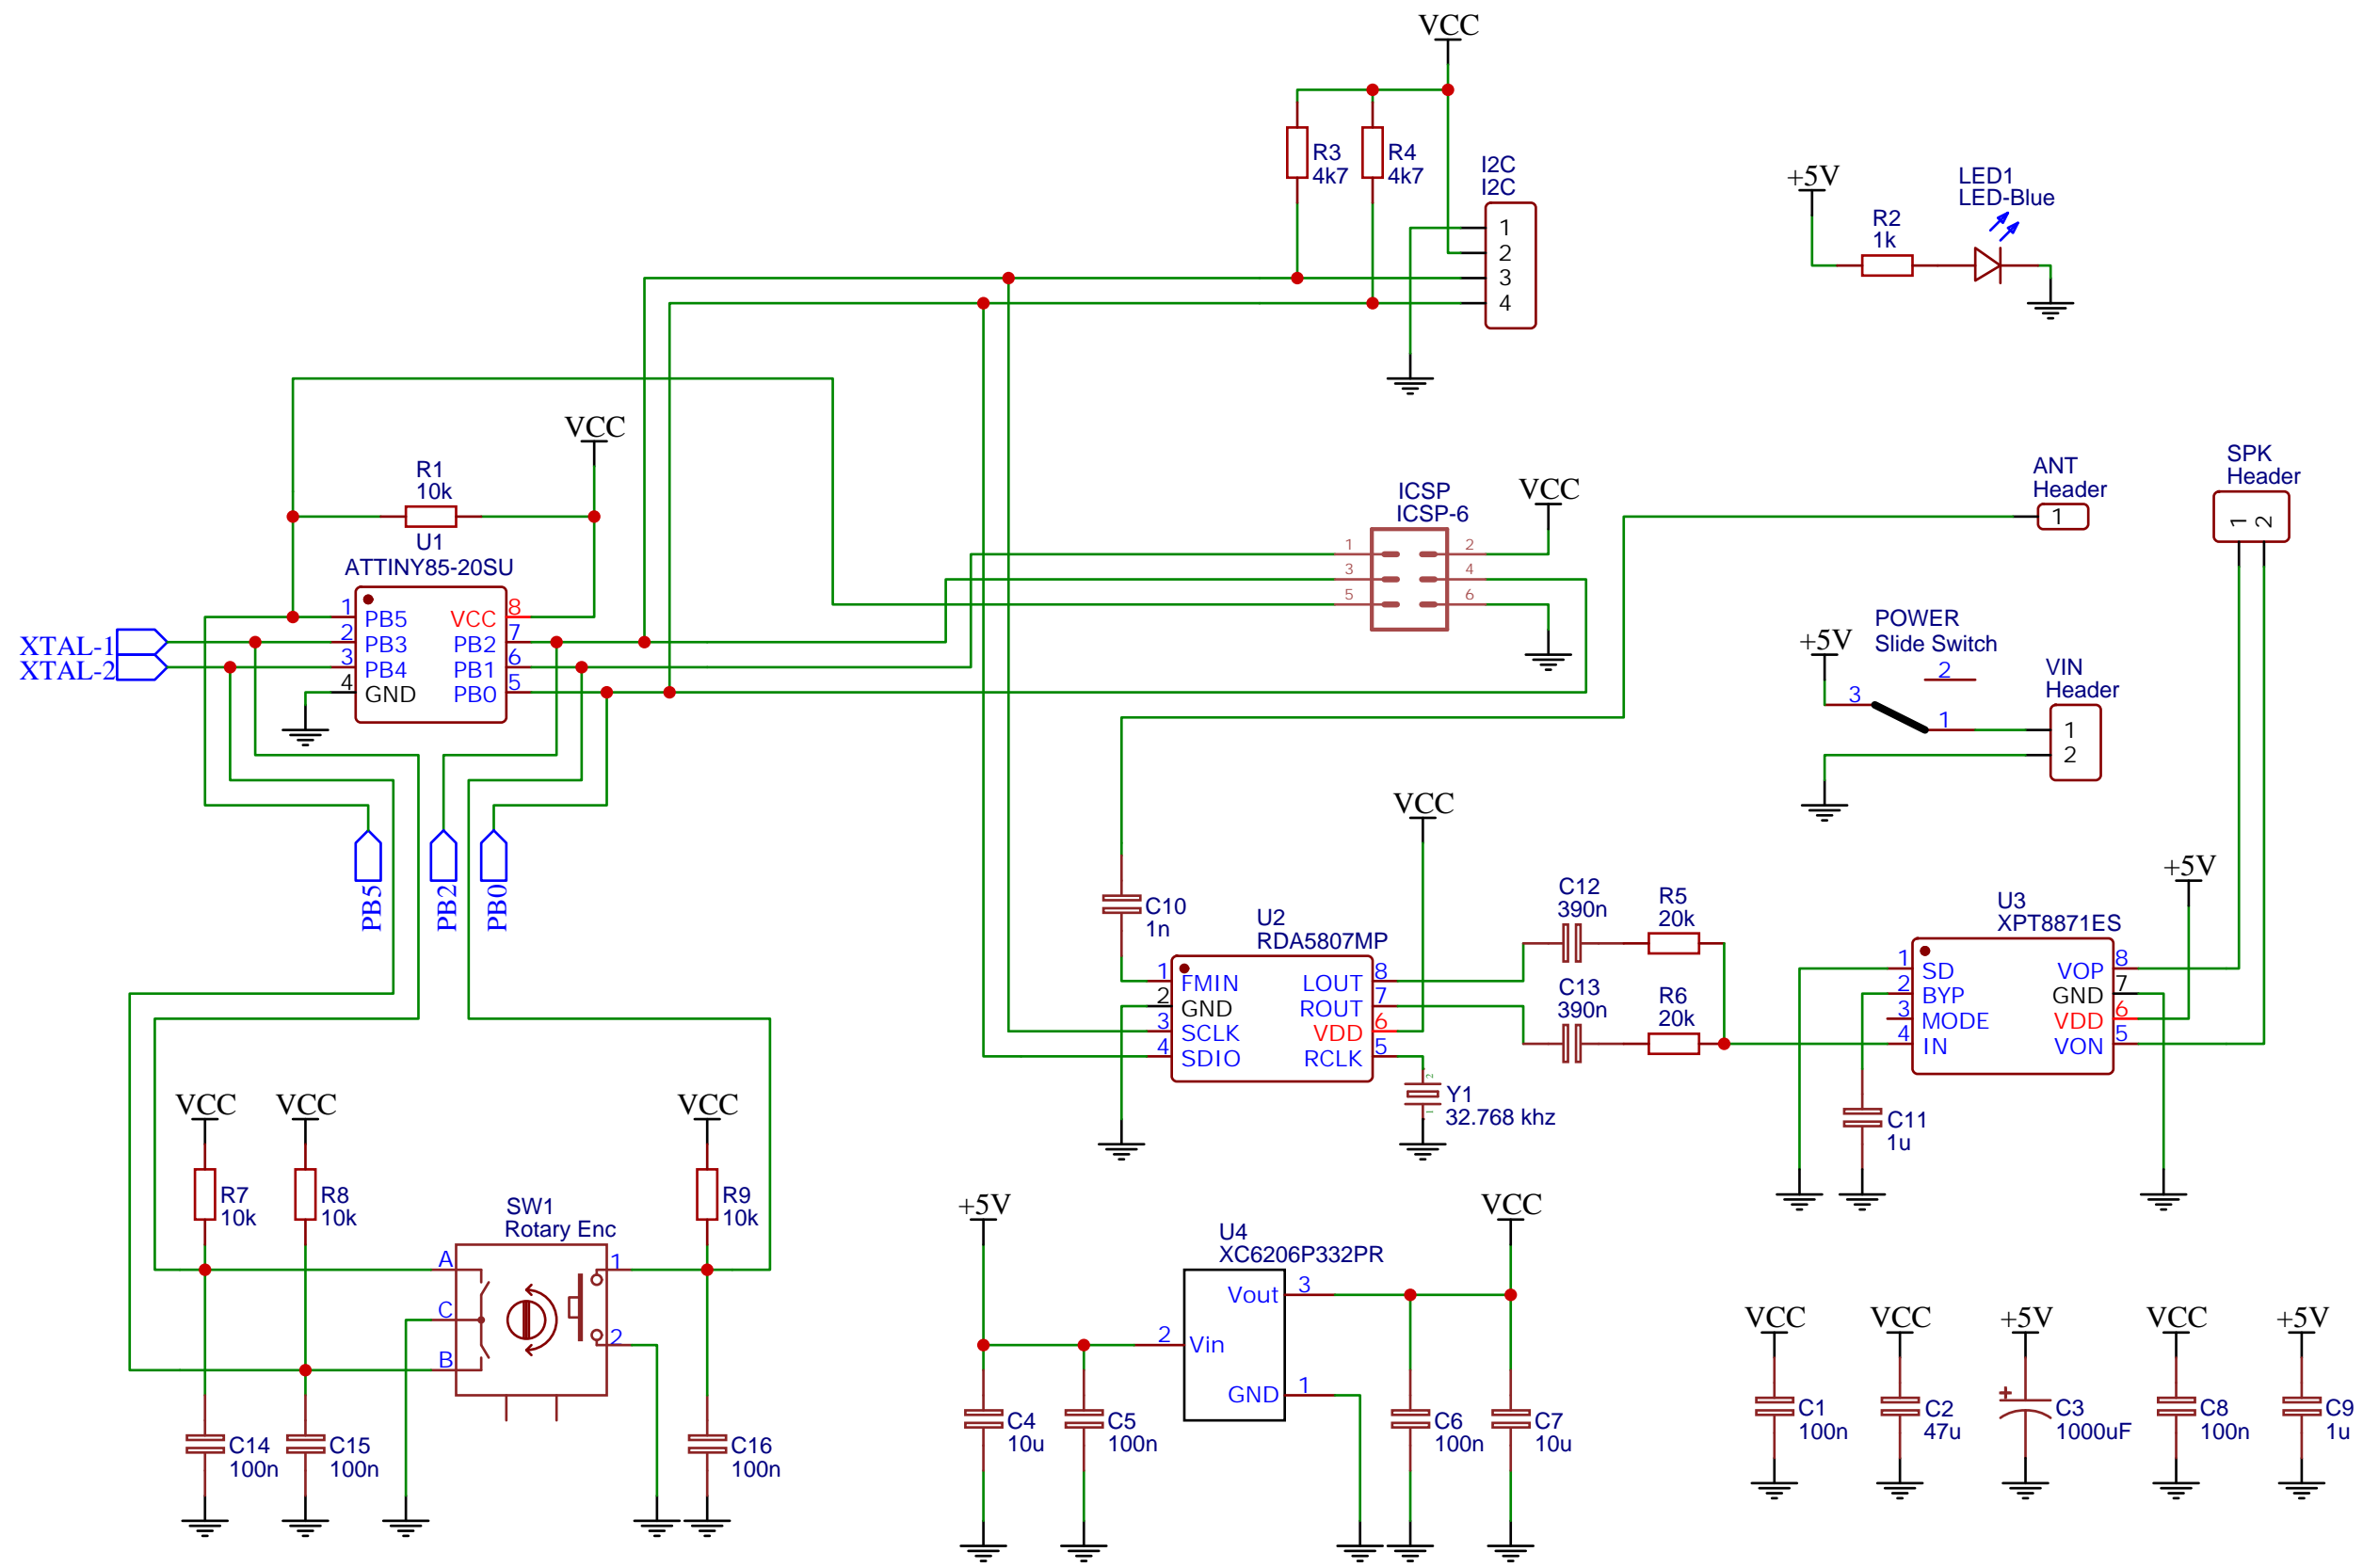 VCC
R3
4k7
R4
4k7
I2C
I2C
1
2
3
4
+5V
R2
1k
LED1
LED-Blue
VCC
R1
10k
U1
ATTINY85-20SU
1 PB5
2 PB3
3 PB4
4 GND
VCC 8
PB2 7
PB1 6
PB0 5
XTAL-1
XTAL-2
PB5
PB2
PB0
ICSP
ICSP-6
VCC
1 2
3 4
5 6
ANT
Header
1
SPK
Header
1
2
POWER
Slide Switch
+5V
2
3
1
VIN
Header
1
2
C10
1n
VCC
U2
RDA5807MP
1 FMIN
2 GND
3 SCLK
4 SDIO
LOUT 8
ROUT 7
VDD 6
RCLK 5
2
1
Y1
32.768 khz
C12
390n
R5
20k
C13
390n
R6
20k
+5V
U3
XPT8871ES
1 SD
2 BYP
3 MODE
4 IN
VOP 8
GND 7
VDD 6
VON 5
C11
1u
VCC
VCC
VCC
R7
10k
R8
10k
R9
10k
SW1
Rotary Enc
A
C
B
1
2
C14
100n
C15
100n
C16
100n
+5V
VCC
U4
XC6206P332PR
Vout 3
2 Vin
GND 1
C4
10u
C5
100n
C6
100n
C7
10u
VCC
C1
100n
VCC
C2
47u
+5V
+
C3
1000uF
VCC
C8
100n
+5V
C9
1u